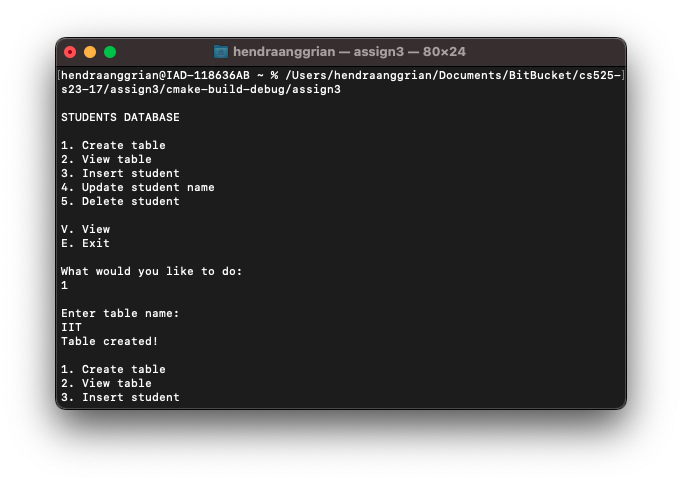 hendraanggrian — assign3 — 80×24
[hendraanggrian@IAD-118636AB ~ % /Users/hendraanggrian/Documents/BitBucket/cs525-]
s23-17/assign3/cmake-build-debug/assign3
STUDENTS DATABASE
1. Create table
2. View table
3. Insert student
4. Update student name
5. Delete student
V. View
E. Exit
What would you like to do:
1
Enter table name:
IIT
Table created!
1. Create table
2. View table
3. Insert student